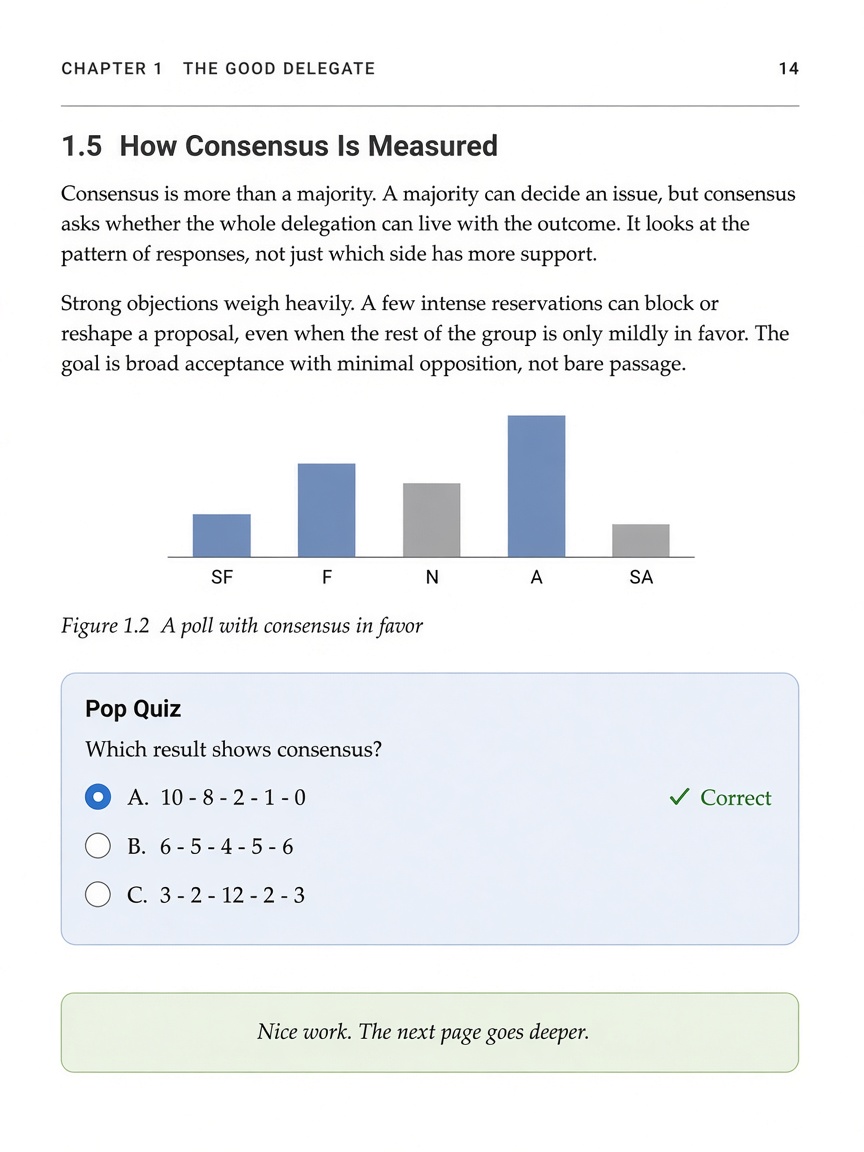 CHAPTER 1 THE GOOD DELEGATE 14
1.5 How Consensus Is Measured
Consensus is more than a majority. A majority can decide an issue, but consensus
asks whether the whole delegation can live with the outcome. It looks at the
pattern of responses, not just which side has more support.
Strong objections weigh heavily. A few intense reservations can block or
reshape a proposal, even when the rest of the group is only mildly in favor. The
goal is broad acceptance with minimal opposition, not bare passage.
SF F N A SA
Figure 1.2 A poll with consensus in favor
Pop Quiz
Which result shows consensus?
A. 10 - 8 - 2 - 1 - 0 ✓ Correct
B. 6 - 5 - 4 - 5 - 6
C. 3 - 2 - 12 - 2 - 3
Nice work. The next page goes deeper.